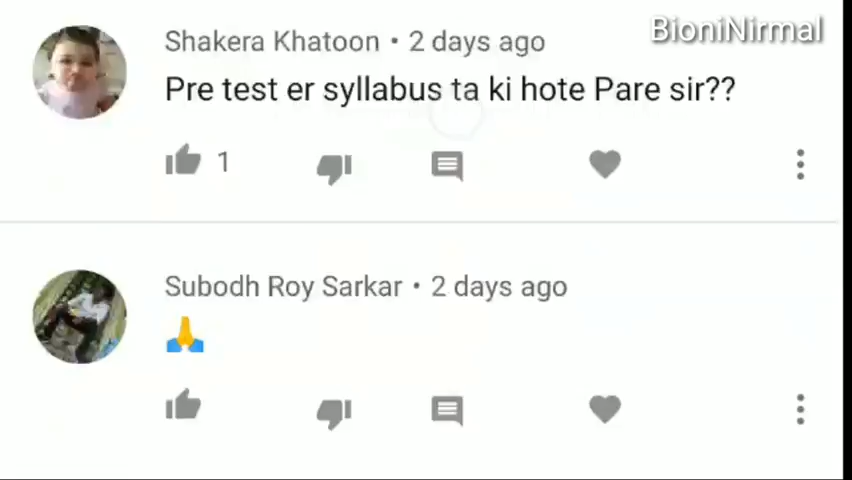 BioniNirmal
Shakera Khatoon • 2 days ago
Pre test er syllabus ta ki hote Pare sir??
1
Subodh Roy Sarkar • 2 days ago
🙏